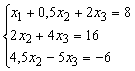 x₁ + 0,5x₂ + 2x₃ = 8
2x₂ + 4x₃ = 16
4,5x₂ − 5x₃ = −6